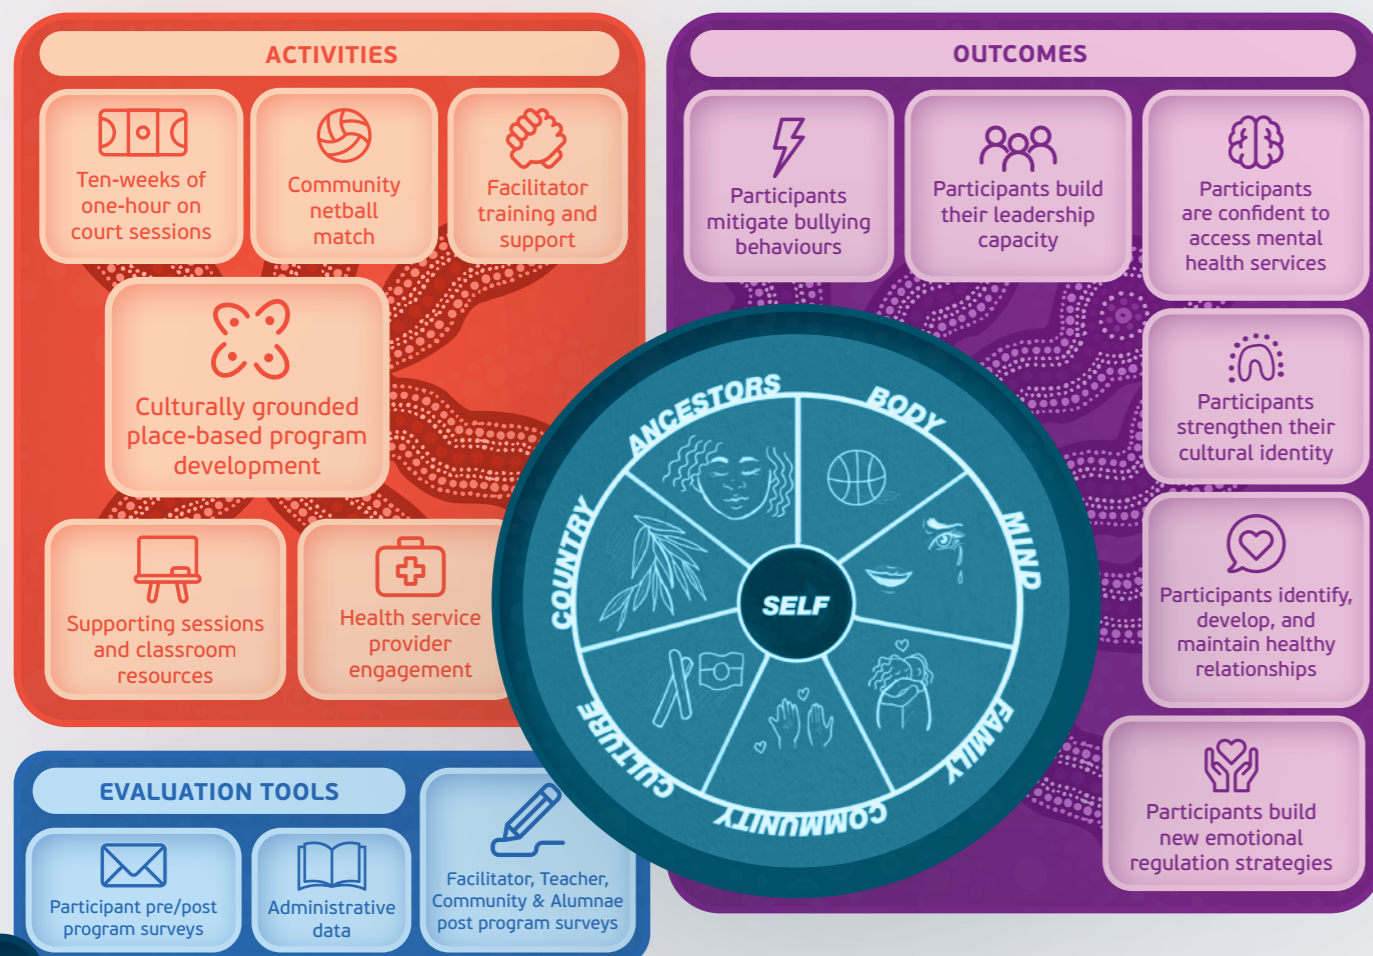 ACTIVITIES
Ten-weeks of
one-hour on
court sessions
Community
netball
match
Facilitator
training and
support
Culturally grounded
place-based program
development
Supporting sessions
and classroom
resources
Health service
provider
engagement
EVALUATION TOOLS
Participant pre/post
program surveys
Administrative
data
Facilitator, Teacher,
Community & Alumnae
post program surveys
ANCESTORS
BODY
MIND
FAMILY
COMMUNITY
CULTURE
COUNTRY
SELF
OUTCOMES
Participants
mitigate bullying
behaviours
Participants build
their leadership
capacity
Participants
are confident to
access mental
health services
Participants
strengthen their
cultural identity
Participants identify,
develop, and
maintain healthy
relationships
Participants build
new emotional
regulation strategies